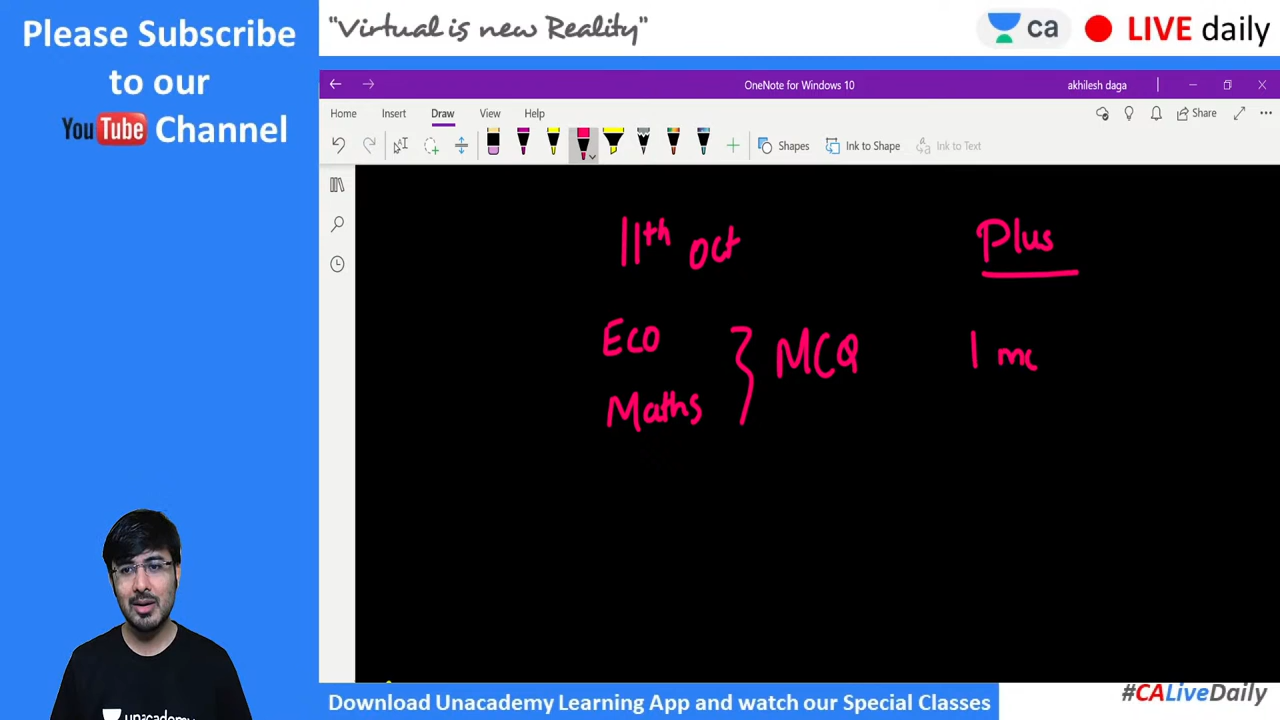 Please Subscribe
to our
YouTube Channel
"Virtual is new Reality"
ca
LIVE daily
OneNote for Windows 10
akhilesh daga
Home Insert Draw View Help
Share
Shapes
Ink to Shape
Ink to Text
11th Oct
Plus
Eco
Maths
MCQ
1 mo
unacademy
Download Unacademy Learning App and watch our Special Classes
#CALiveDaily